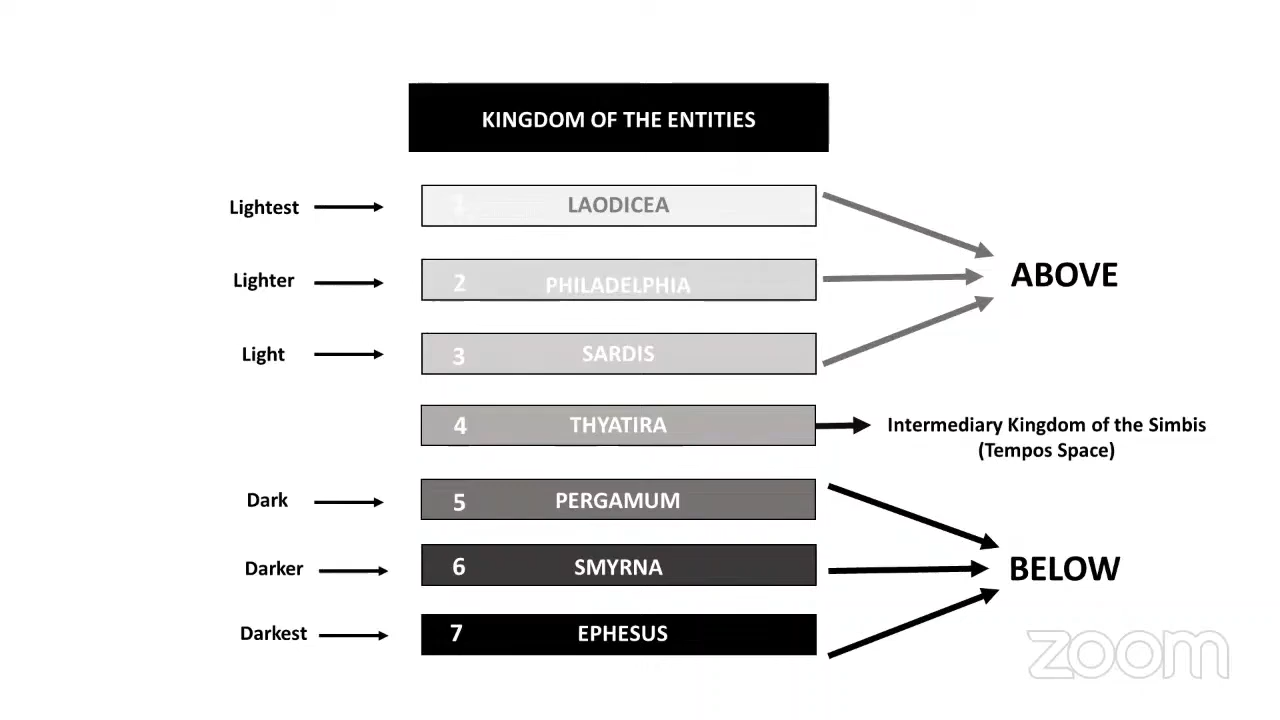 KINGDOM OF THE ENTITIES
Lightest
1 LAODICEA
Lighter
2 PHILADELPHIA
ABOVE
Light
3 SARDIS
4 THYATIRA
Intermediary Kingdom of the Simbis
(Tempos Space)
Dark
5 PERGAMUM
Darker
6 SMYRNA
BELOW
Darkest
7 EPHESUS
zoom